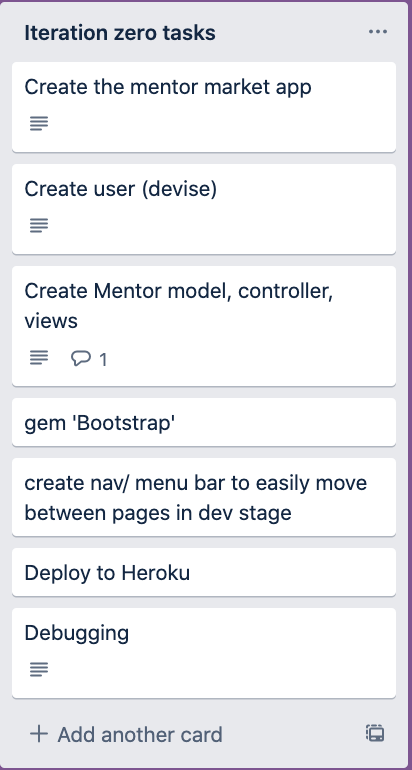 Iteration zero tasks
Create the mentor market app
Create user (devise)
Create Mentor model, controller,
views
1
gem 'Bootstrap'
create nav/ menu bar to easily move
between pages in dev stage
Deploy to Heroku
Debugging
+ Add another card